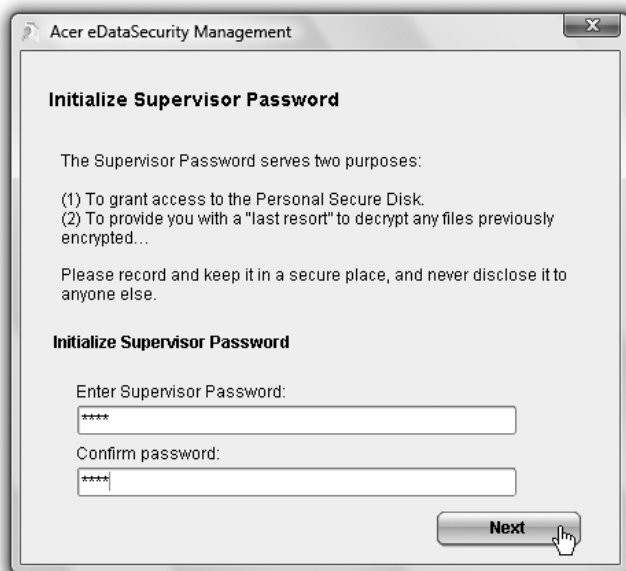 Acer eDataSecurity Management
Initialize Supervisor Password
The Supervisor Password serves two purposes:
(1) To grant access to the Personal Secure Disk.
(2) To provide you with a "last resort" to decrypt any files previously
encrypted...
Please record and keep it in a secure place, and never disclose it to
anyone else.
Initialize Supervisor Password
Enter Supervisor Password:
****
Confirm password:
****
Next